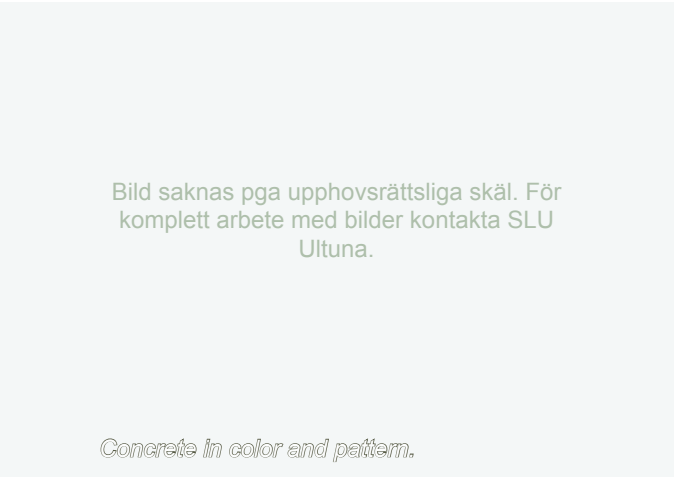 Bild saknas pga upphovsrättsliga skäl. För
komplett arbete med bilder kontakta SLU
Ultuna.
Concrete in color and pattern.